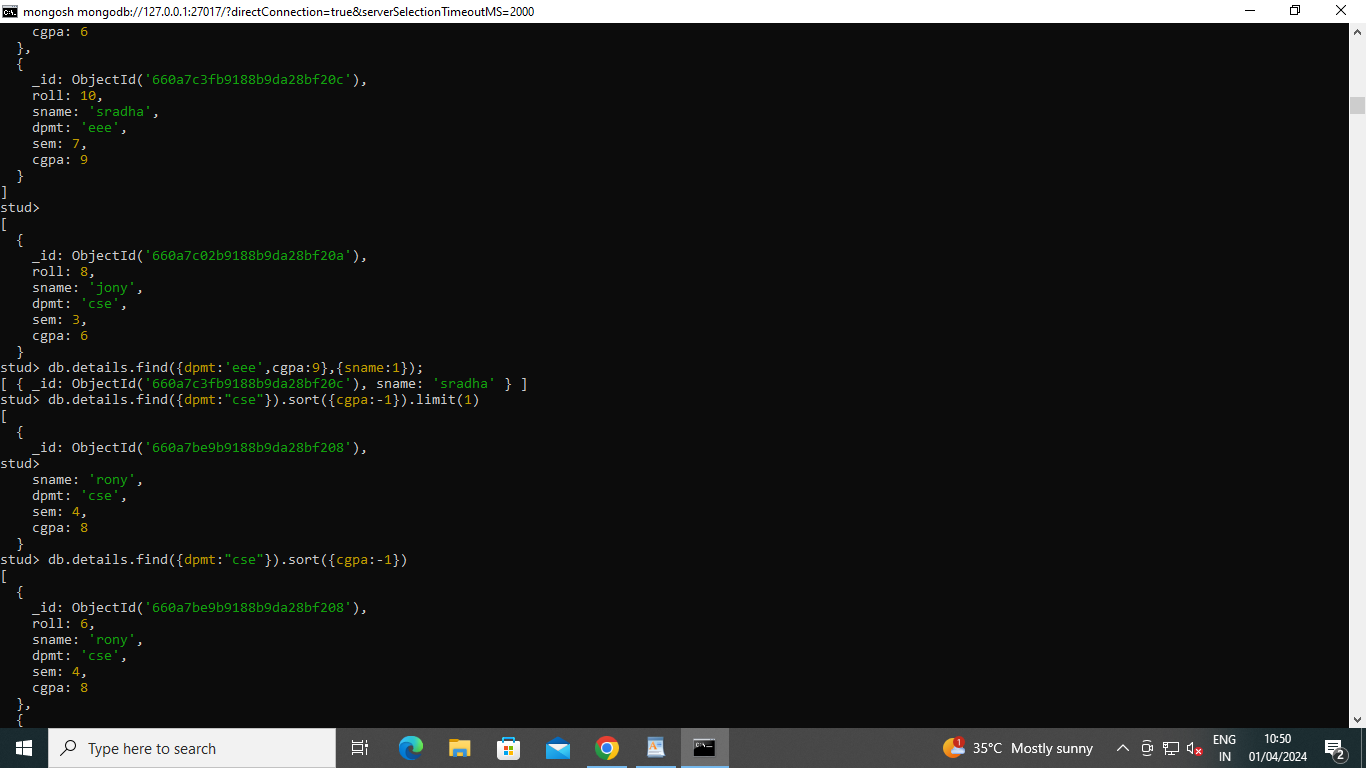 mongosh mongodb://127.0.0.1:27017/?directConnection=true&serverSelectionTimeoutMS=2000
    cgpa: 6
  },
  {
    _id: ObjectId('660a7c3fb9188b9da28bf20c'),
    roll: 10,
    sname: 'sradha',
    dpmt: 'eee',
    sem: 7,
    cgpa: 9
  }
]
stud>
[
  {
    _id: ObjectId('660a7c02b9188b9da28bf20a'),
    roll: 8,
    sname: 'jony',
    dpmt: 'cse',
    sem: 3,
    cgpa: 6
  }
stud> db.details.find({dpmt:'eee',cgpa:9},{sname:1});
[ { _id: ObjectId('660a7c3fb9188b9da28bf20c'), sname: 'sradha' } ]
stud> db.details.find({dpmt:"cse"}).sort({cgpa:-1}).limit(1)
[
  {
    _id: ObjectId('660a7be9b9188b9da28bf208'),
stud>
    sname: 'rony',
    dpmt: 'cse',
    sem: 4,
    cgpa: 8
  }
stud> db.details.find({dpmt:"cse"}).sort({cgpa:-1})
[
  {
    _id: ObjectId('660a7be9b9188b9da28bf208'),
    roll: 6,
    sname: 'rony',
    dpmt: 'cse',
    sem: 4,
    cgpa: 8
  },
  {
Type here to search
1
35°C Mostly sunny
ENG
IN
10:50
01/04/2024
2